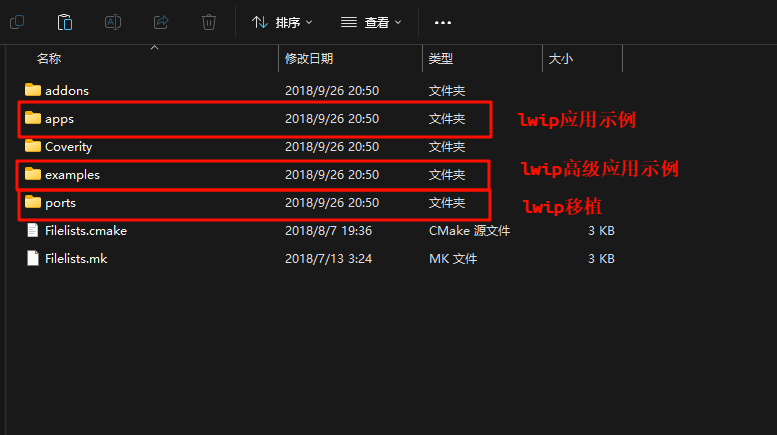 排序 查看
名称 修改日期 类型 大小
addons 2018/9/26 20:50 文件夹
apps 2018/9/26 20:50 文件夹 lwip应用示例
Coverity 2018/9/26 20:50 文件夹
examples 2018/9/26 20:50 文件夹 lwip高级应用示例
ports 2018/9/26 20:50 文件夹 lwip移植
Filelists.cmake 2018/8/7 19:36 CMake 源文件 3 KB
Filelists.mk 2018/7/13 3:24 MK 文件 3 KB